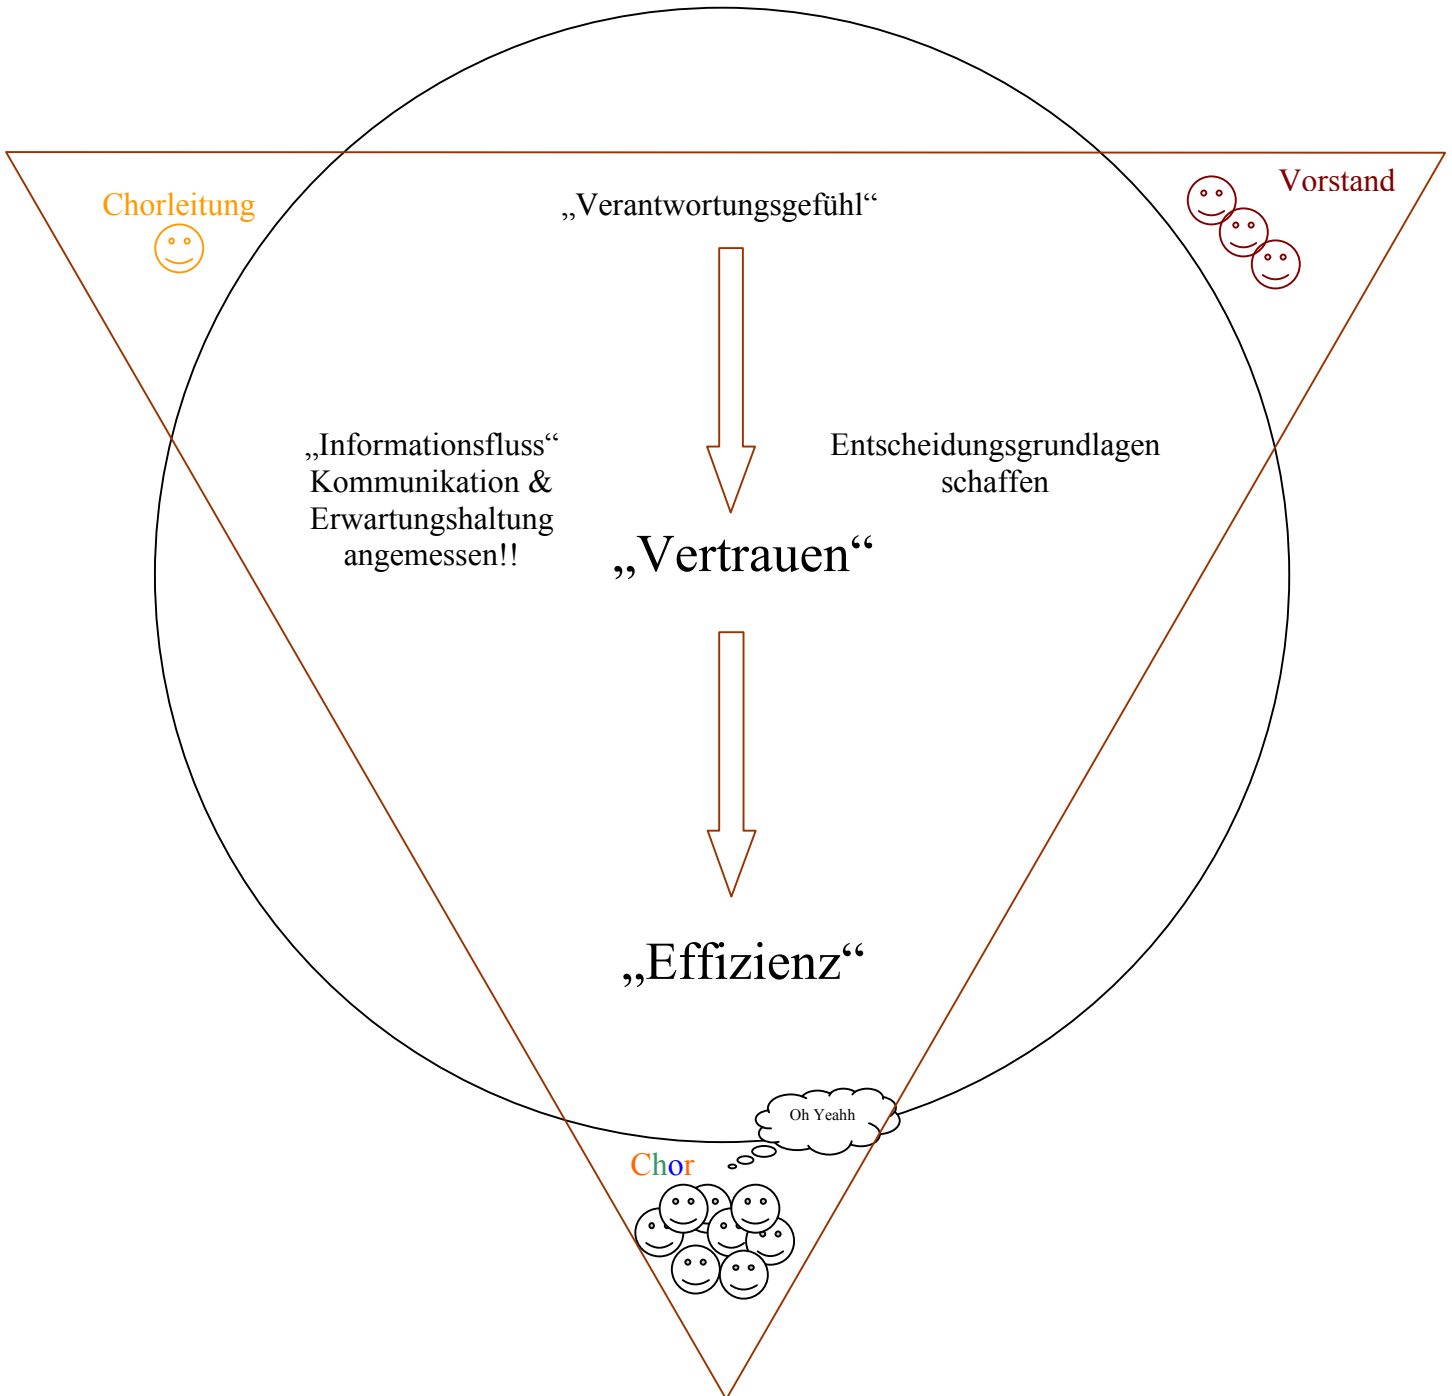 Chorleitung
„Verantwortungsgefühl“
Vorstand
„Informationsfluss“
Kommunikation &
Erwartungshaltung
angemessen!!
Entscheidungsgrundlagen
schaffen
„Vertrauen“
„Effizienz“
Oh Yeahh
Chor